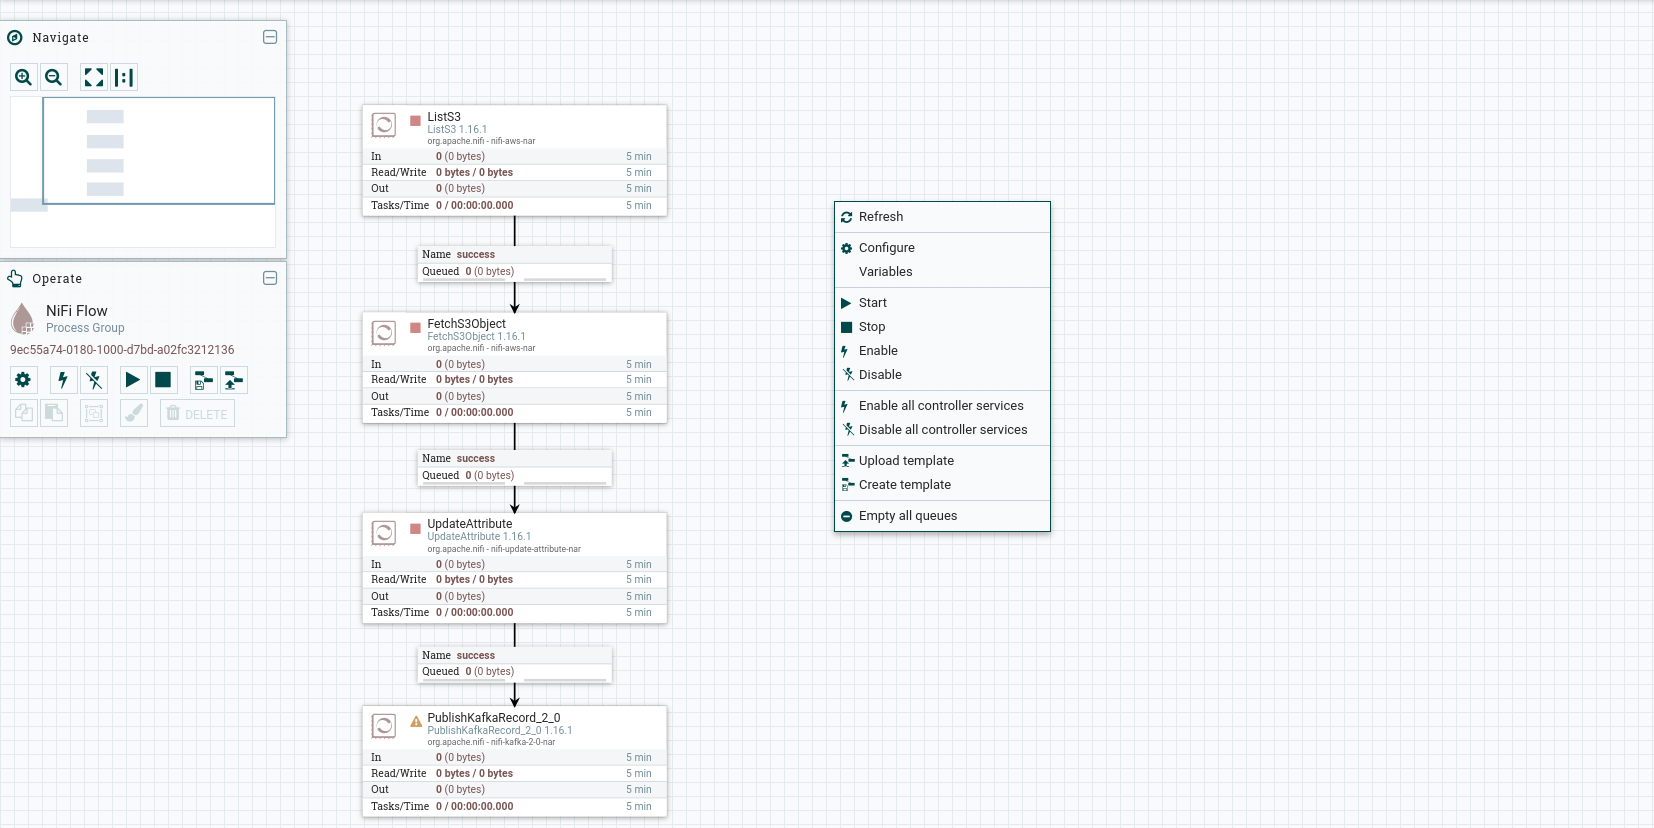 Navigate
Operate
NiFi Flow
Process Group
9ec55a74-0180-1000-d7bd-a02fc3212136
DELETE
ListS3
ListS3 1.16.1
org.apache.nifi - nifi-aws-nar
In 0 (0 bytes) 5 min
Read/Write 0 bytes / 0 bytes 5 min
Out 0 (0 bytes) 5 min
Tasks/Time 0 / 00:00:00.000 5 min
Name success
Queued 0 (0 bytes)
FetchS3Object
FetchS3Object 1.16.1
org.apache.nifi - nifi-aws-nar
In 0 (0 bytes) 5 min
Read/Write 0 bytes / 0 bytes 5 min
Out 0 (0 bytes) 5 min
Tasks/Time 0 / 00:00:00.000 5 min
Name success
Queued 0 (0 bytes)
UpdateAttribute
UpdateAttribute 1.16.1
org.apache.nifi - nifi-update-attribute-nar
In 0 (0 bytes) 5 min
Read/Write 0 bytes / 0 bytes 5 min
Out 0 (0 bytes) 5 min
Tasks/Time 0 / 00:00:00.000 5 min
Name success
Queued 0 (0 bytes)
PublishKafkaRecord_2_0
PublishKafkaRecord_2_0 1.16.1
org.apache.nifi - nifi-kafka-2-0-nar
In 0 (0 bytes) 5 min
Read/Write 0 bytes / 0 bytes 5 min
Out 0 (0 bytes) 5 min
Tasks/Time 0 / 00:00:00.000 5 min
Refresh
Configure
Variables
Start
Stop
Enable
Disable
Enable all controller services
Disable all controller services
Upload template
Create template
Empty all queues